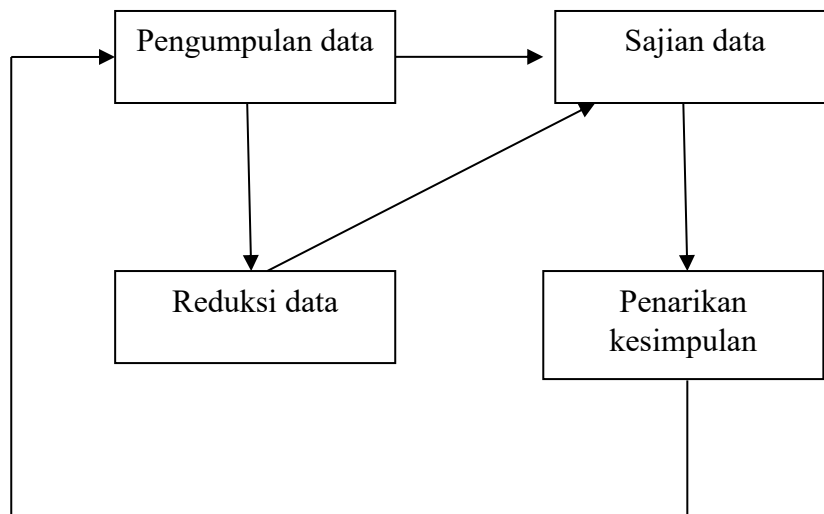 Pengumpulan data
Sajian data
Reduksi data
Penarikan
kesimpulan